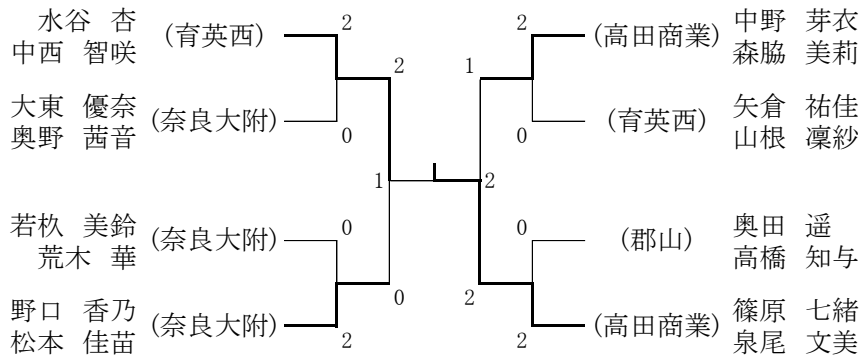 水谷 杏
中西 智咲
(育英西)
2
2
0
大東 優奈
奥野 茜音
(奈良大附)
1
若杦 美鈴
荒木 華
(奈良大附)
0
0
2
野口 香乃
松本 佳苗
(奈良大附)
2
1
0
(高田商業)
中野 芽衣
森脇 美莉
(育英西)
矢倉 祐佳
山根 凜紗
2
0
2
2
(郡山)
奥田 遥
高橋 知与
(高田商業)
篠原 七緒
泉尾 文美